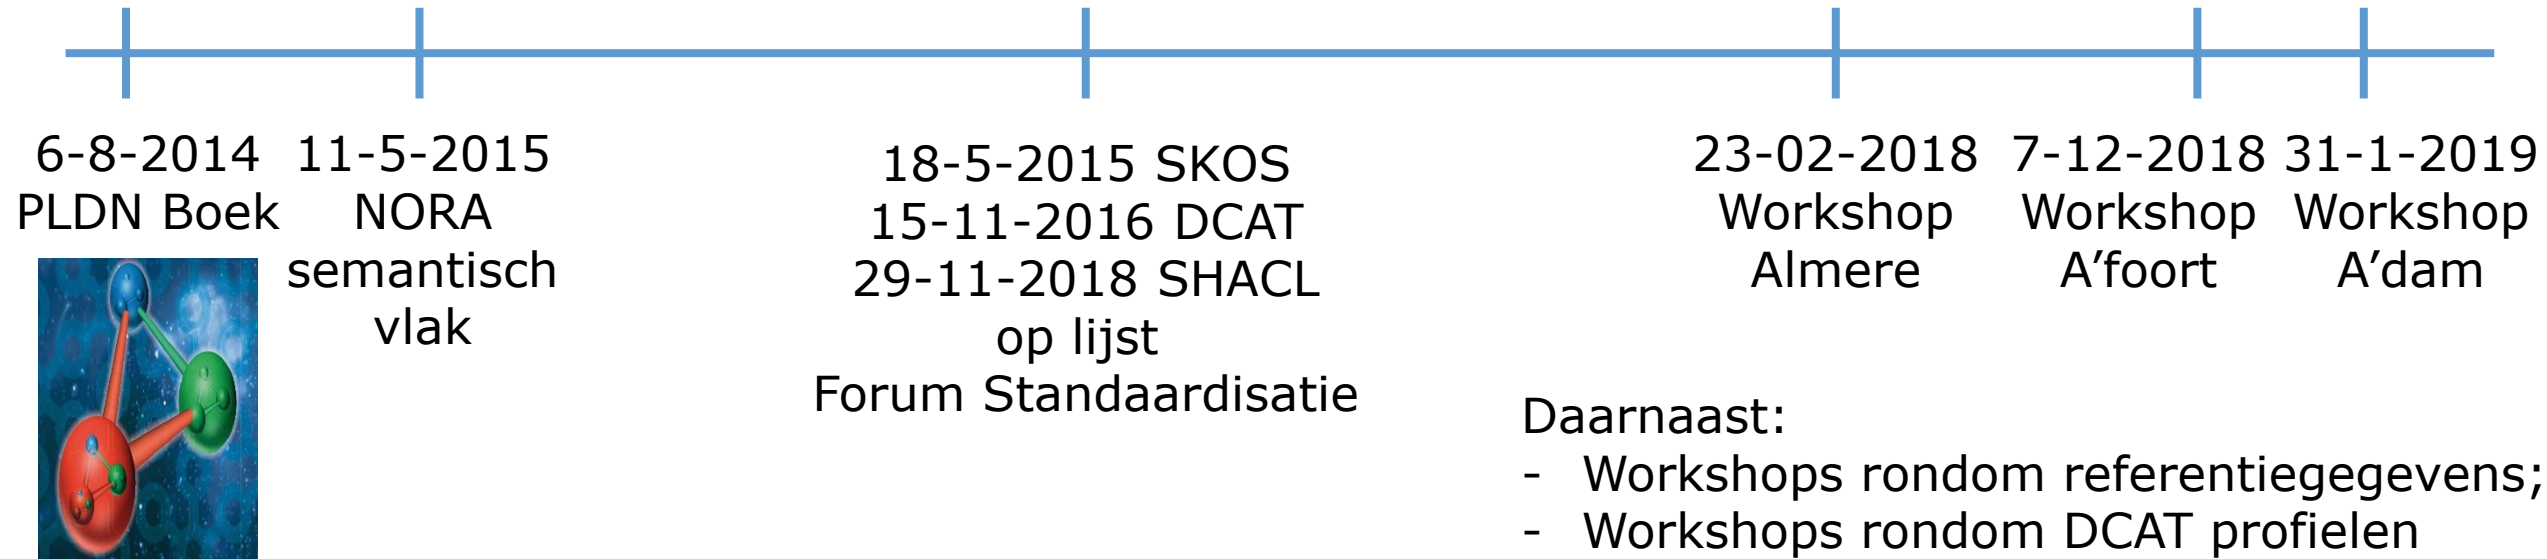 6-8-2014
PLDN Boek
11-5-2015
NORA
semantisch
vlak
18-5-2015 SKOS
15-11-2016 DCAT
29-11-2018 SHACL
op lijst
Forum Standaardisatie
23-02-2018
Workshop
Almere
7-12-2018
Workshop
A’foort
31-1-2019
Workshop
A’dam
Daarnaast:
- Workshops rondom referentiegegevens;
- Workshops rondom DCAT profielen